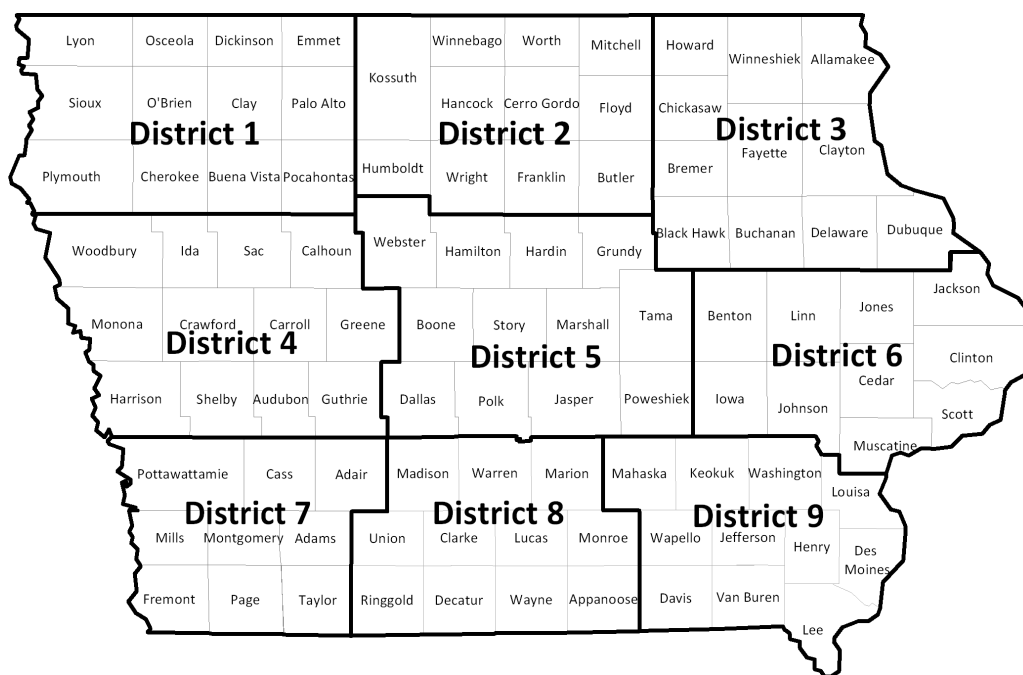 Lyon Osceola Dickinson Emmet Winnebago Worth Mitchell Howard
Winneshiek Allamakee
Kossuth
Sioux O'Brien Clay Palo Alto Hancock Cerro Gordo Floyd Chickasaw
District 1 District 2 District 3
Fayette Clayton
Plymouth Cherokee Buena Vista Pocahontas Humboldt Wright Franklin Butler Bremer
Black Hawk Buchanan Delaware Dubuque
Woodbury Ida Sac Calhoun Webster Hamilton Hardin Grundy
Jackson
Monona Crawford Carroll Greene Boone Story Marshall Tama Benton Linn Jones
District 4 District 5 District 6
Clinton
Cedar
Harrison Shelby Audubon Guthrie Dallas Polk Jasper Poweshiek Iowa Johnson Scott
Muscatine
Pottawattamie Cass Adair Madison Warren Marion Mahaska Keokuk Washington
Louisa
District 7 District 8 District 9
Mills Montgomery Adams Union Clarke Lucas Monroe Wapello Jefferson Henry Des
Moines
Fremont Page Taylor Ringgold Decatur Wayne Appanoose Davis Van Buren
Lee